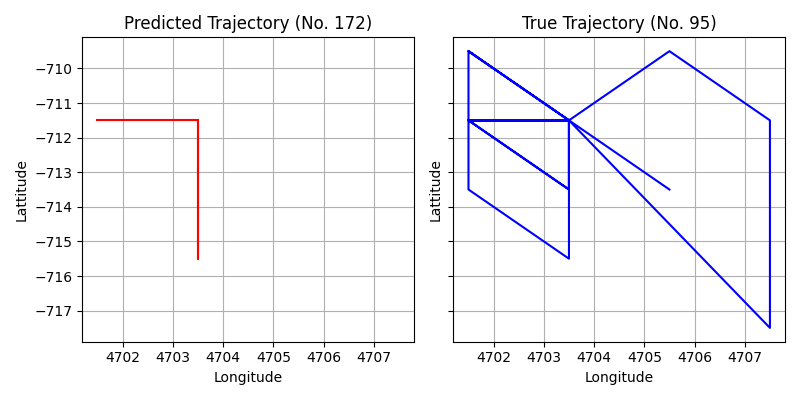 Predicted Trajectory (No. 172)
True Trajectory (No. 95)
Lattitude
−710
−711
−712
−713
−714
−715
−716
−717
4702 4703 4704 4705 4706 4707
Longitude
Lattitude
4702 4703 4704 4705 4706 4707
Longitude